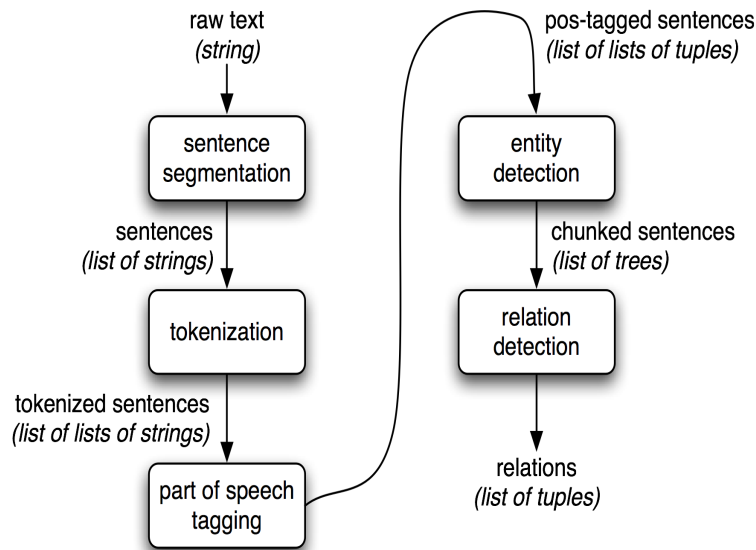 raw text
(string)
sentence
segmentation
sentences
(list of strings)
tokenization
tokenized sentences
(list of lists of strings)
part of speech
tagging
pos-tagged sentences
(list of lists of tuples)
entity
detection
chunked sentences
(list of trees)
relation
detection
relations
(list of tuples)